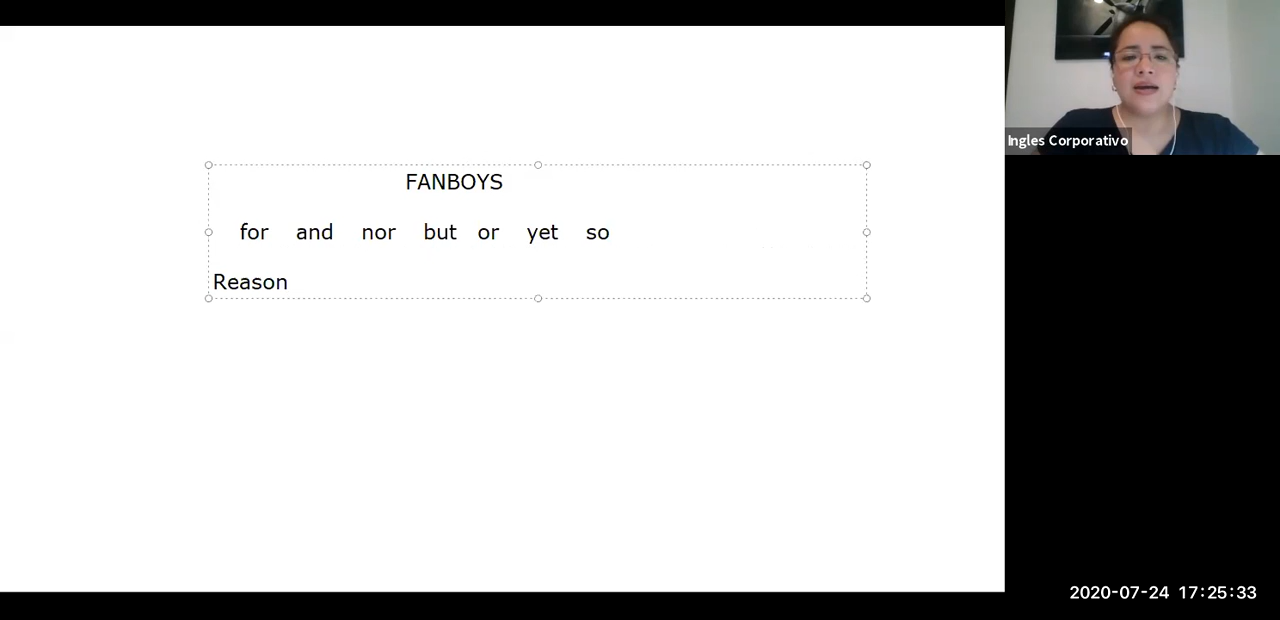 FANBOYS
for and nor but or yet so
Reason
Ingles Corporativo
2020-07-24 17:25:33